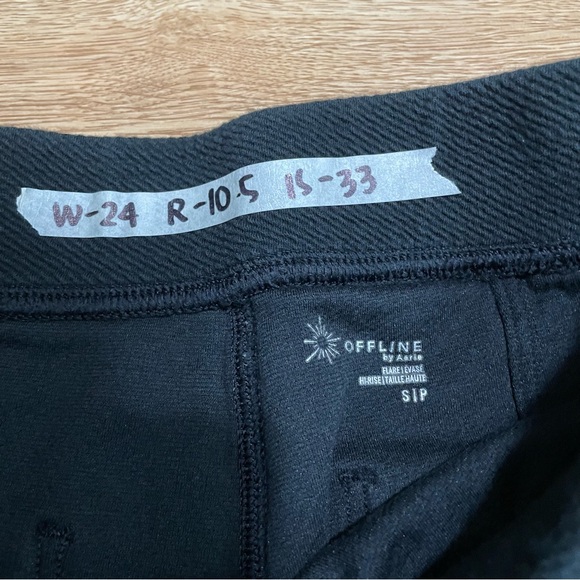 W-24 R-10.5 IS-33
OFFLINE
by Aerie
FLARE|ÉVASÉ
HI-RISE|TAILLE HAUTE
S|P